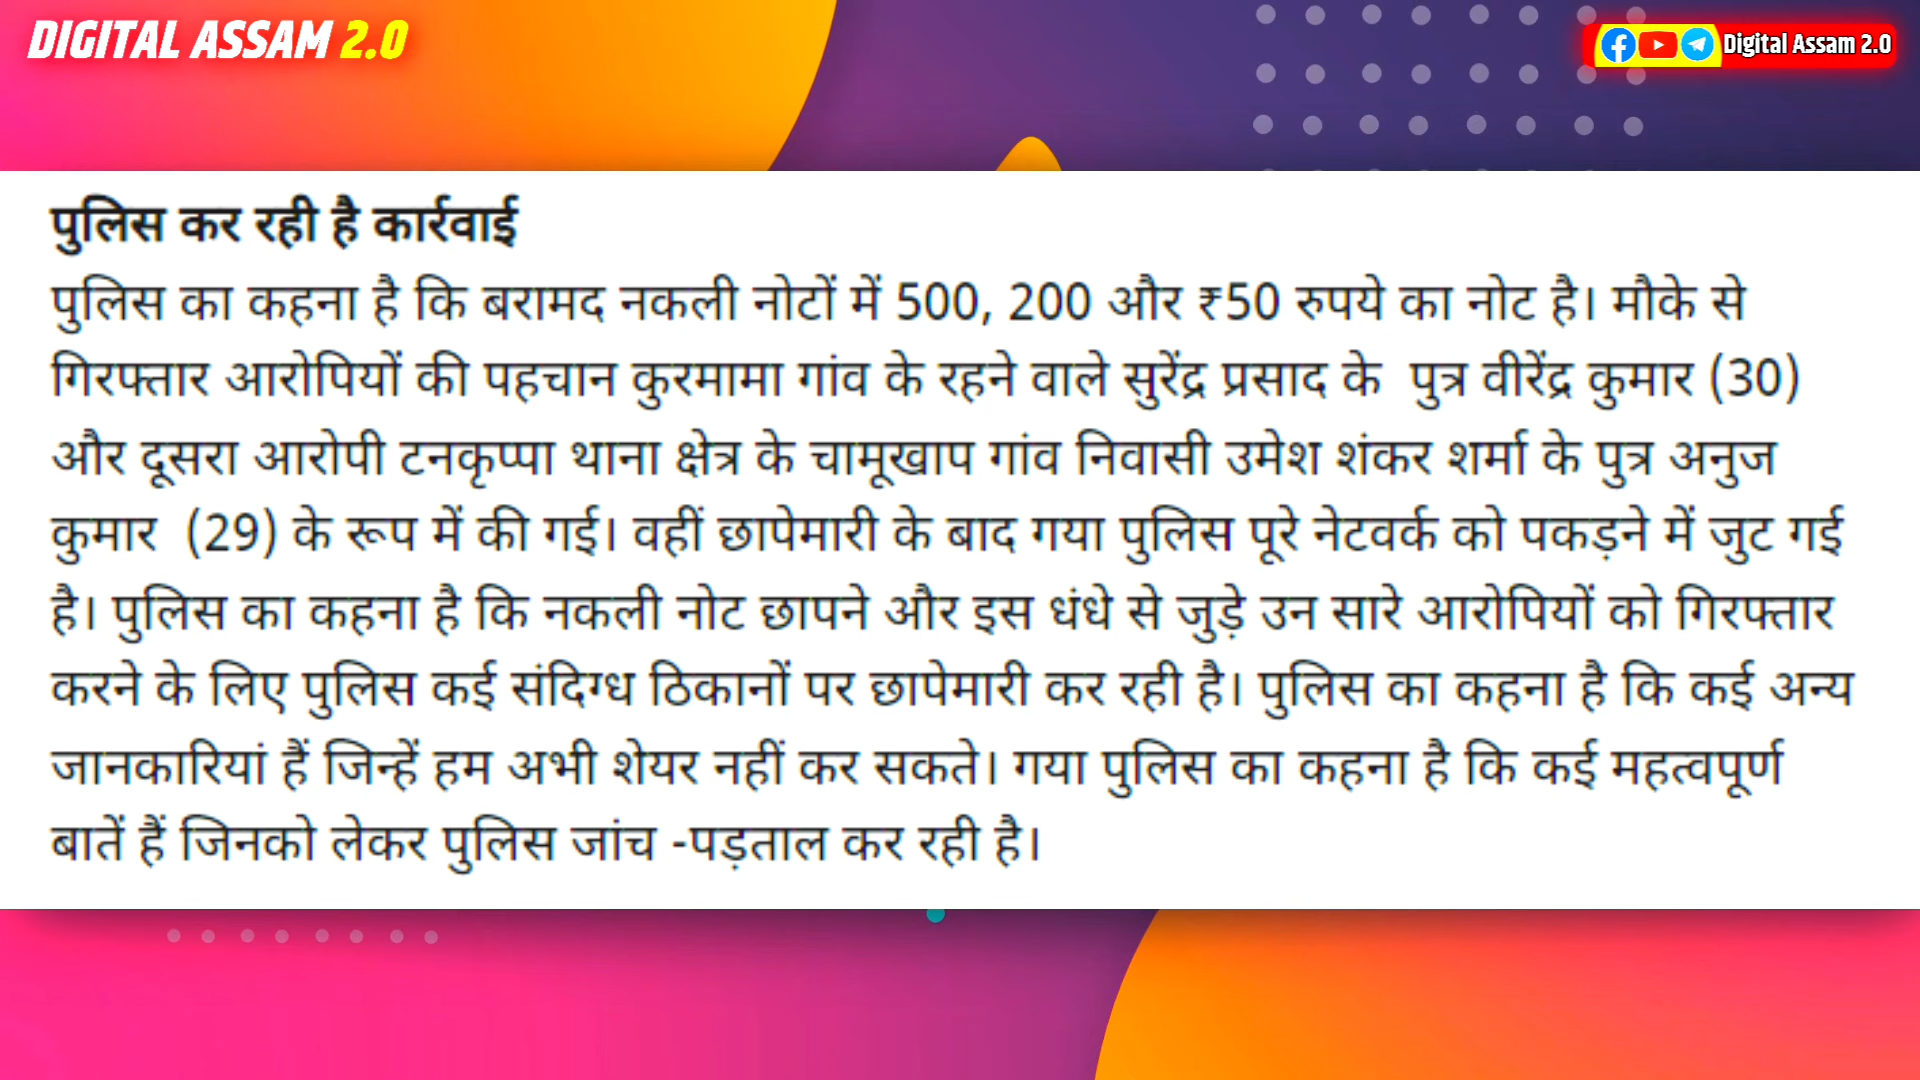 DIGITAL ASSAM 2.0
Digital Assam 2.0
पुलिस कर रही है कार्रवाई
पुलिस का कहना है कि बरामद नकली नोटों में 500, 200 और ₹50 रुपये का नोट है। मौके से
गिरफ्तार आरोपियों की पहचान कुरमामा गांव के रहने वाले सुरेंद्र प्रसाद के पुत्र वीरेंद्र कुमार (30)
और दूसरा आरोपी टनकृप्पा थाना क्षेत्र के चामूखाप गांव निवासी उमेश शंकर शर्मा के पुत्र अनुज
कुमार (29) के रूप में की गई। वहीं छापेमारी के बाद गया पुलिस पूरे नेटवर्क को पकड़ने में जुट गई
है। पुलिस का कहना है कि नकली नोट छापने और इस धंधे से जुड़े उन सारे आरोपियों को गिरफ्तार
करने के लिए पुलिस कई संदिग्ध ठिकानों पर छापेमारी कर रही है। पुलिस का कहना है कि कई अन्य
जानकारियां हैं जिन्हें हम अभी शेयर नहीं कर सकते। गया पुलिस का कहना है कि कई महत्वपूर्ण
बातें हैं जिनको लेकर पुलिस जांच -पड़ताल कर रही है।